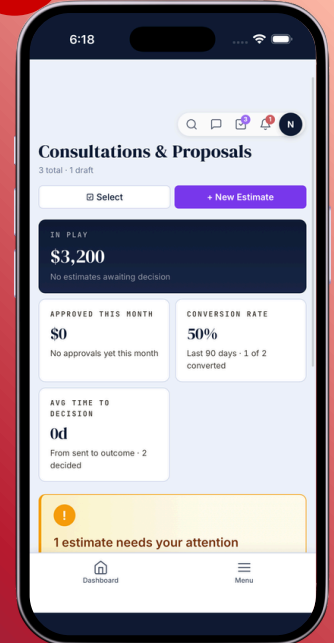 6:18
3
1
N
Consultations & Proposals
3 total · 1 draft
Select
+ New Estimate
IN PLAY
$3,200
No estimates awaiting decision
APPROVED THIS MONTH
$0
No approvals yet this month
CONVERSION RATE
50%
Last 90 days · 1 of 2
converted
AVG TIME TO
DECISION
0d
From sent to outcome · 2
decided
!
1 estimate needs your attention
Dashboard
Menu